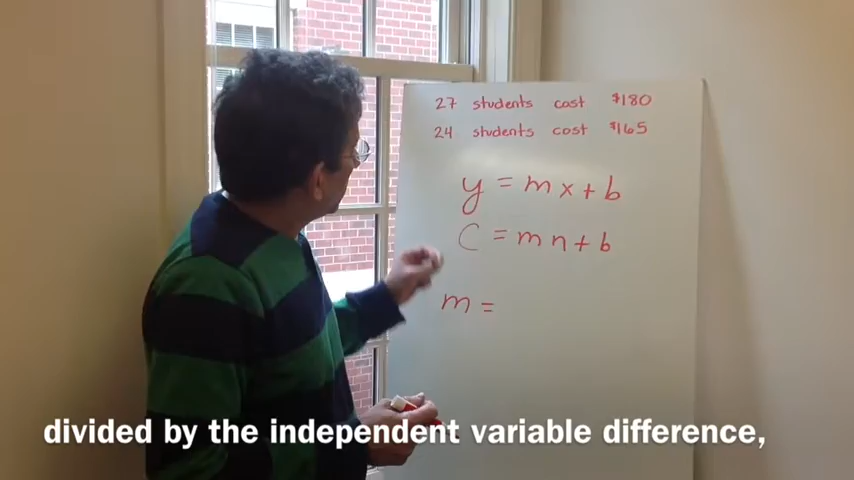 27 students cost $180
24 students cost $165
y = mx + b
C = mn + b
m =
divided by the independent variable difference,